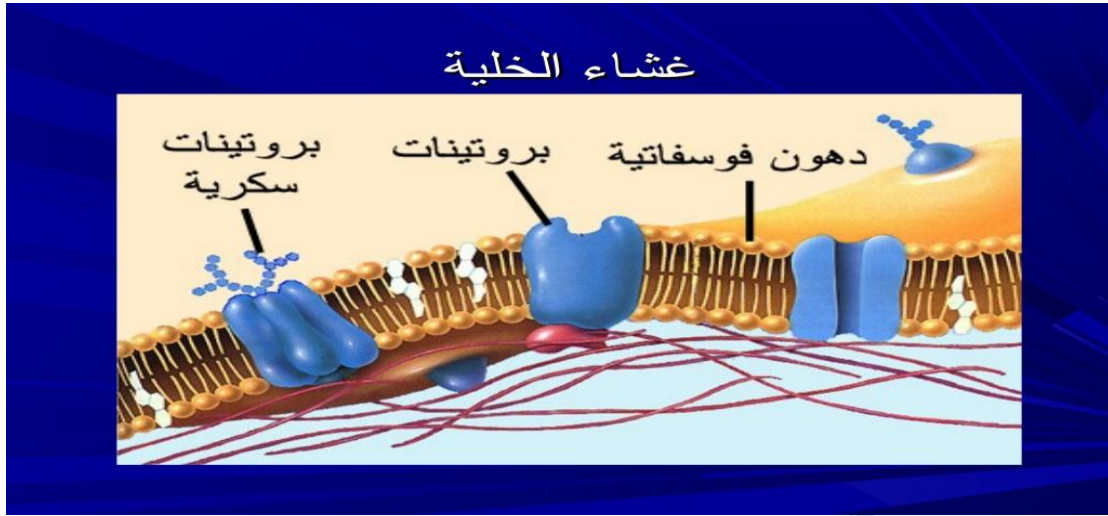 غشاء الخلية
بروتينات
سكرية
بروتينات
دهون فوسفاتية